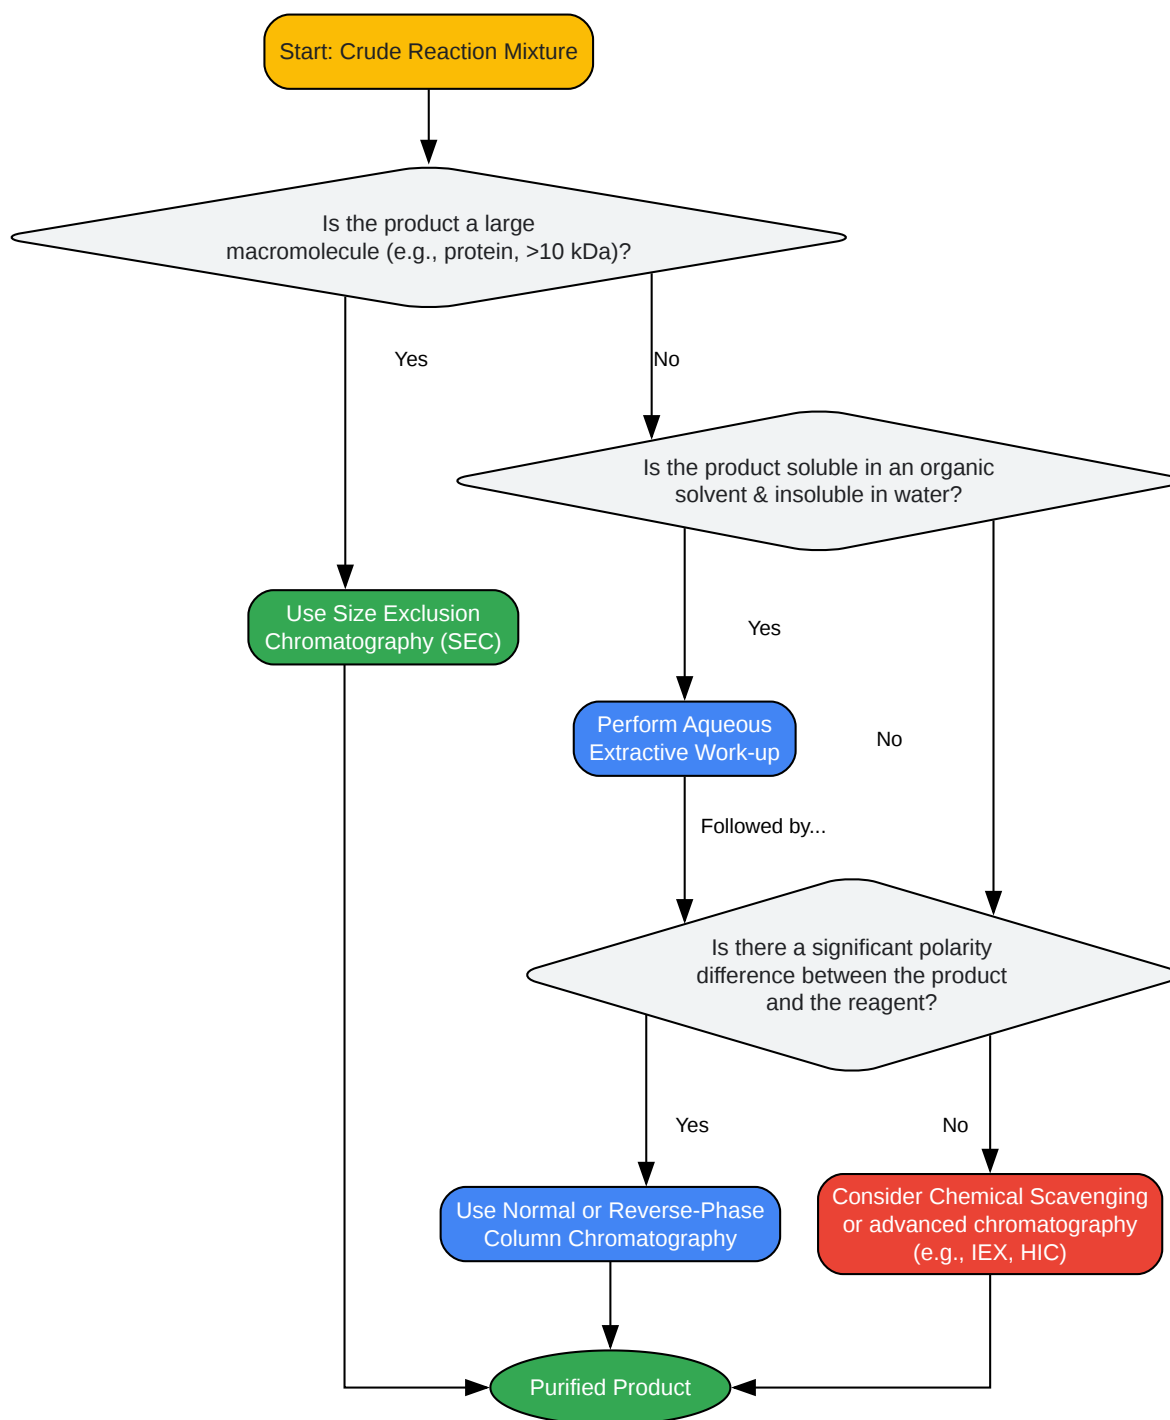 Start: Crude Reaction Mixture
Is the product a large
macromolecule (e.g., protein, >10 kDa)?
Yes
No
Is the product soluble in an organic
solvent & insoluble in water?
Use Size Exclusion
Chromatography (SEC)
Yes
Perform Aqueous
Extractive Work-up
No
Followed by...
Is there a significant polarity
difference between the product
and the reagent?
Yes
No
Use Normal or Reverse-Phase
Column Chromatography
Consider Chemical Scavenging
or advanced chromatography
(e.g., IEX, HIC)
Purified Product